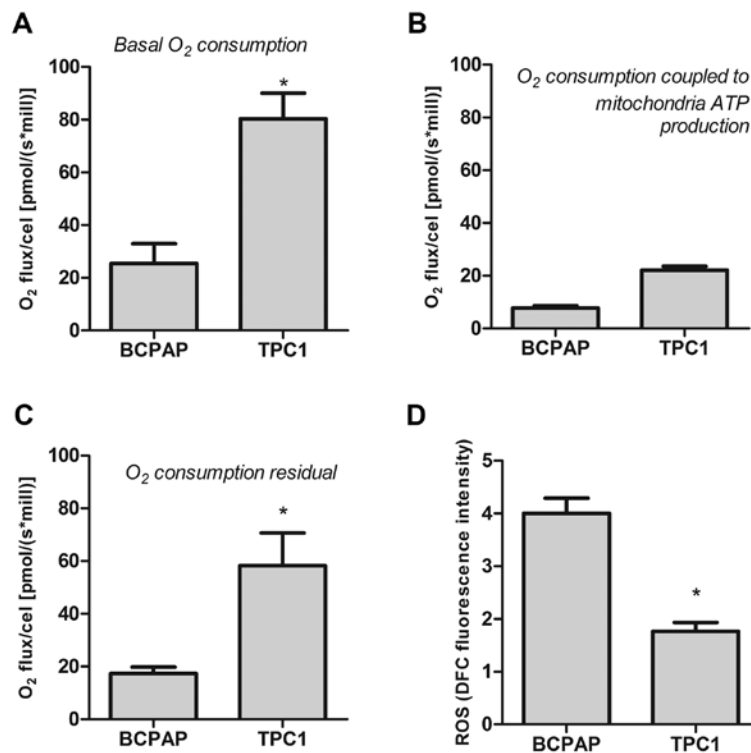 A
Basal O₂ consumption
O₂ flux/cel [pmol/(s*mill)]
100
80
60
40
20
0
*
BCPAP TPC1
B
O₂ consumption coupled to
mitochondria ATP
production
O₂ flux/cel [pmol/(s*mill)]
100
80
60
40
20
0
BCPAP TPC1
C
O₂ consumption residual
O₂ flux/cel [pmol/(s*mill)]
100
80
60
40
20
0
*
BCPAP TPC1
D
ROS (DFC fluorescence intensity)
5
4
3
2
1
0
*
BCPAP TPC1